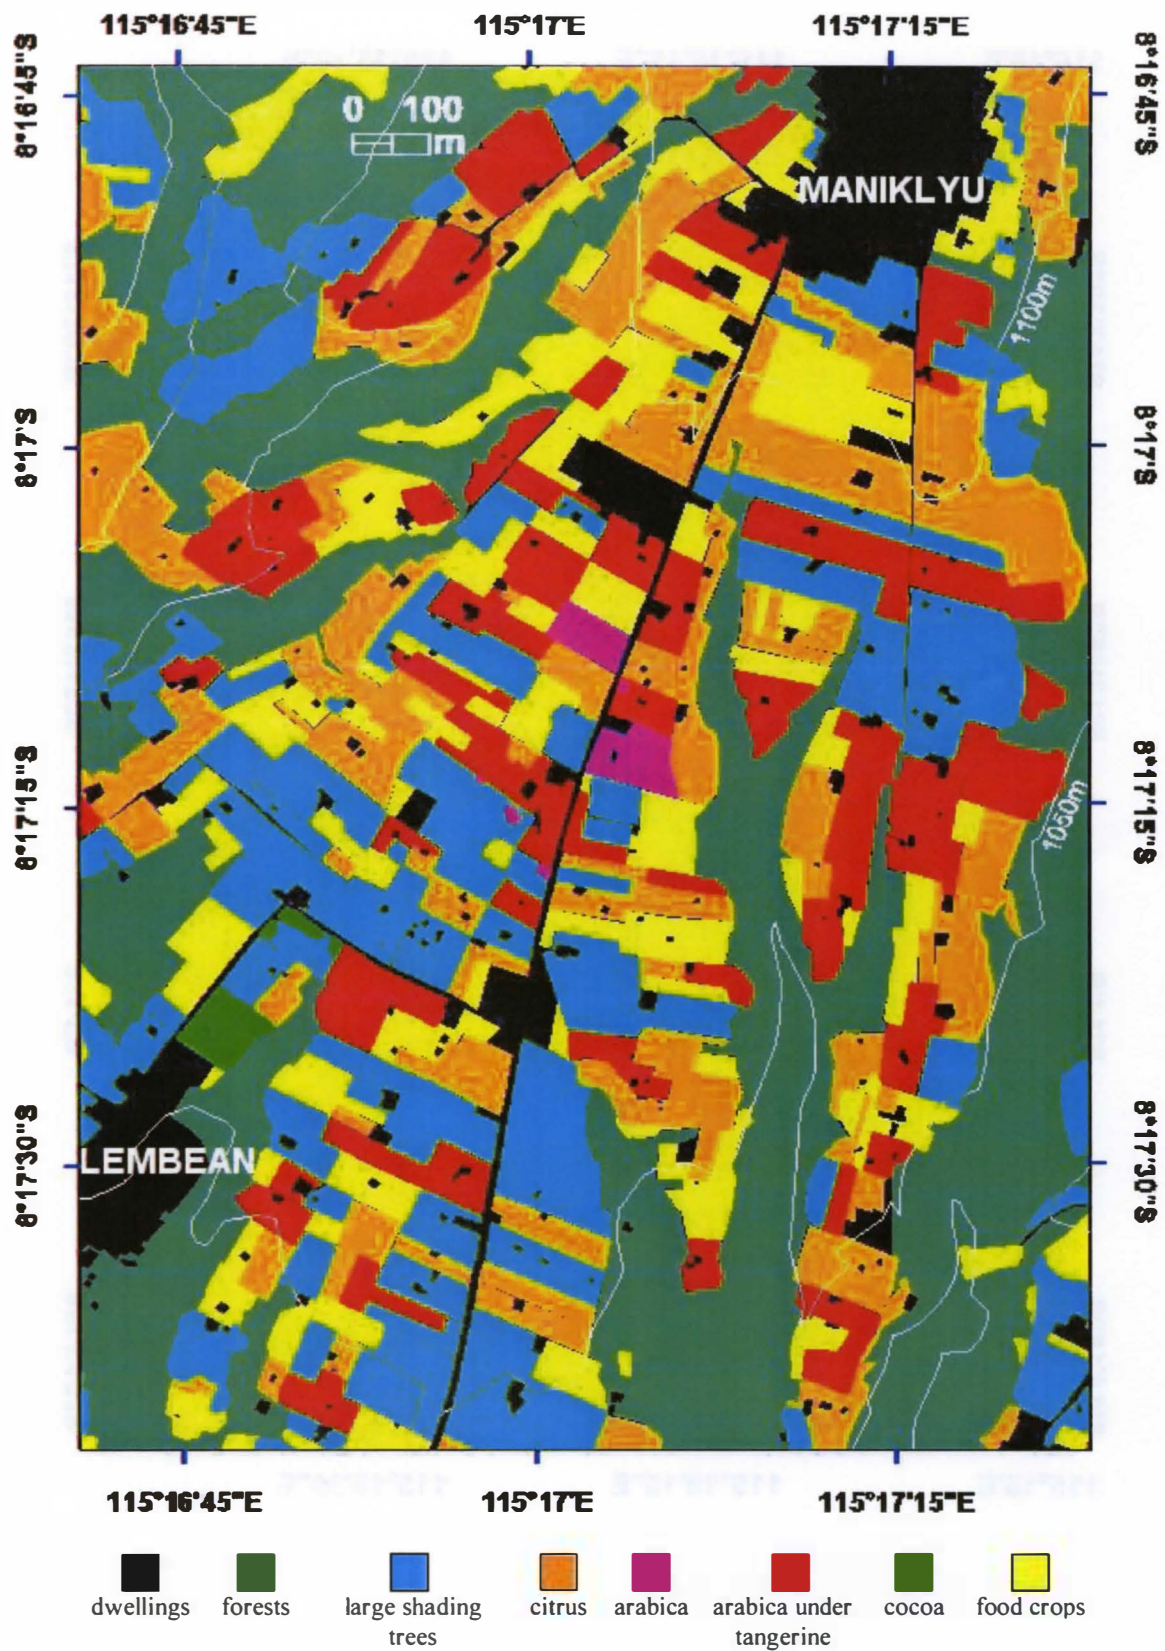 115°16'45"E 115°17'E 115°17'15"E
8°16'45"S
8°16'45"S
0 100
m
MANIKLYU
1100m
8°17'S
8°17'S
8°17'15"S
8°17'15"S
1050m
8°17'30"S
8°17'30"S
LEMBEAN
115°16'45"E 115°17'E 115°17'15"E
dwellings forests large shading trees citrus arabica arabica under tangerine cocoa food crops